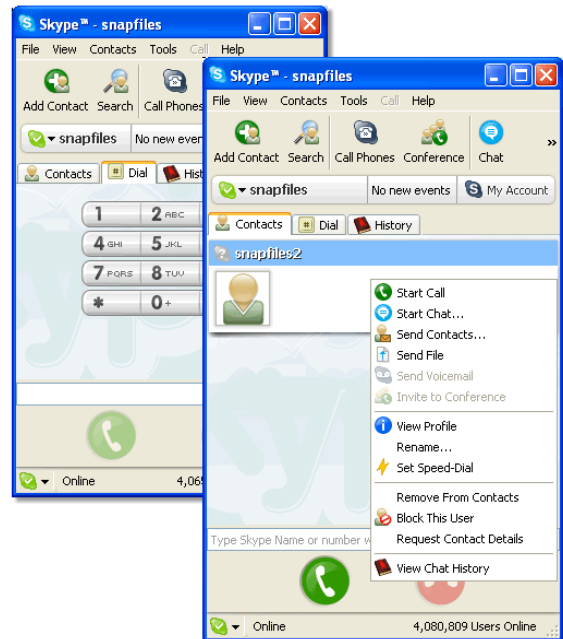 Skype™ - snapfiles
File View Contacts Tools Call Help
Add Contact Search Call Phones
snapfiles No new even
Contacts Dial Hist
1 2 ABC
4 GHI 5 JKL
7 PQRS 8 TUV
* 0 +
Online 4,065
Skype™ - snapfiles
File View Contacts Tools Call Help
Add Contact Search Call Phones Conference Chat »
snapfiles No new events My Account
Contacts Dial History
snapfiles2
Start Call
Start Chat...
Send Contacts...
Send File
Send Voicemail
Invite to Conference
View Profile
Rename...
Set Speed-Dial
Remove From Contacts
Block This User
Request Contact Details
View Chat History
Type Skype Name or number w
Online 4,080,809 Users Online